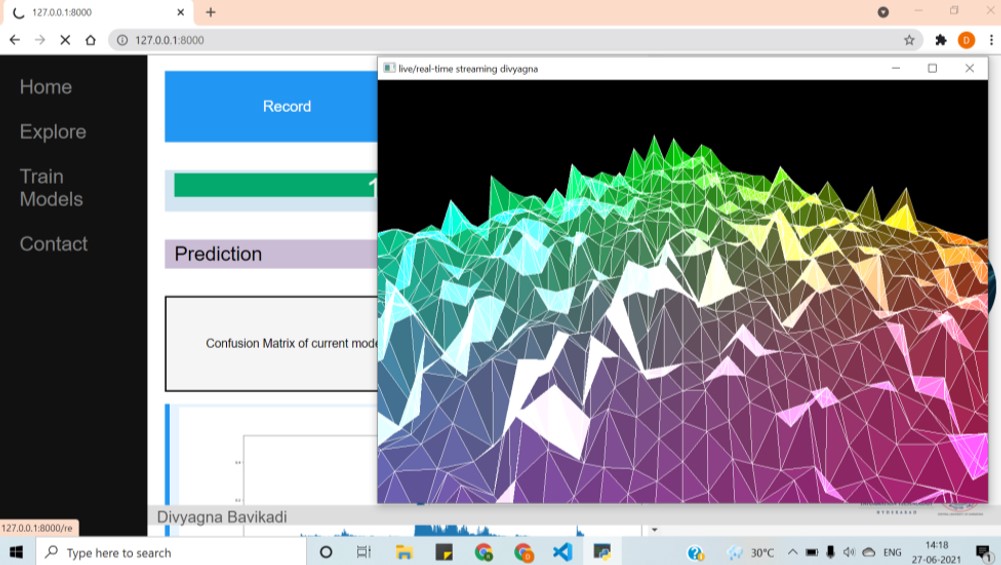 127.0.0.1:8000
127.0.0.1:8000
D
live/real-time streaming divyagna
Home
Explore
Train
Models
Contact
Record
Prediction
Confusion Matrix of current mode
Divyagna Bavikadi
HYDERABAD
127.0.0.1:8000/re
Type here to search
30°C
ENG
14:18
27-06-2021